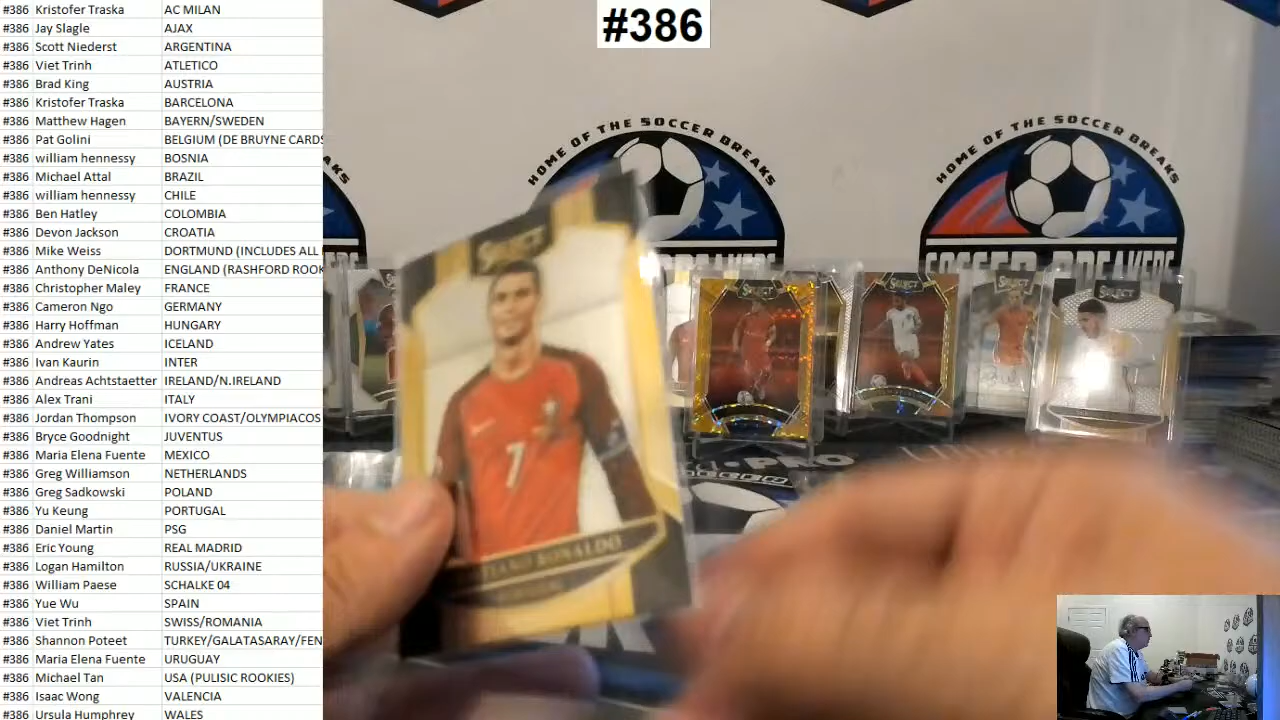 #386 Kristofer Traska AC MILAN
#386 Jay Slagle AJAX
#386 Scott Niederst ARGENTINA
#386 Viet Trinh ATLETICO
#386 Brad King AUSTRIA
#386 Kristofer Traska BARCELONA
#386 Matthew Hagen BAYERN/SWEDEN
#386 Pat Golini BELGIUM (DE BRUYNE CARDS
#386 william hennessy BOSNIA
#386 Michael Attal BRAZIL
#386 william hennessy CHILE
#386 Ben Hatley COLOMBIA
#386 Devon Jackson CROATIA
#386 Mike Weiss DORTMUND (INCLUDES ALL
#386 Anthony DeNicola ENGLAND (RASHFORD ROOK
#386 Christopher Maley FRANCE
#386 Cameron Ngo GERMANY
#386 Harry Hoffman HUNGARY
#386 Andrew Yates ICELAND
#386 Ivan Kaurin INTER
#386 Andreas Achtstaetter IRELAND/N.IRELAND
#386 Alex Trani ITALY
#386 Jordan Thompson IVORY COAST/OLYMPIACOS
#386 Bryce Goodnight JUVENTUS
#386 Maria Elena Fuente MEXICO
#386 Greg Williamson NETHERLANDS
#386 Greg Sadkowski POLAND
#386 Yu Keung PORTUGAL
#386 Daniel Martin PSG
#386 Eric Young REAL MADRID
#386 Logan Hamilton RUSSIA/UKRAINE
#386 William Paese SCHALKE 04
#386 Yue Wu SPAIN
#386 Viet Trinh SWISS/ROMANIA
#386 Shannon Poteet TURKEY/GALATASARAY/FEN
#386 Maria Elena Fuente URUGUAY
#386 Michael Tan USA (PULISIC ROOKIES)
#386 Isaac Wong VALENCIA
#386 Ursula Humphrey WALES
#386
HOME OF THE SOCCER BREAKS
HOME OF THE SOCCER BREAKS
SOCCER BREAKERS
BREAKS
SELECT
7
RONALDO
SELECT
SELECT
SELECT